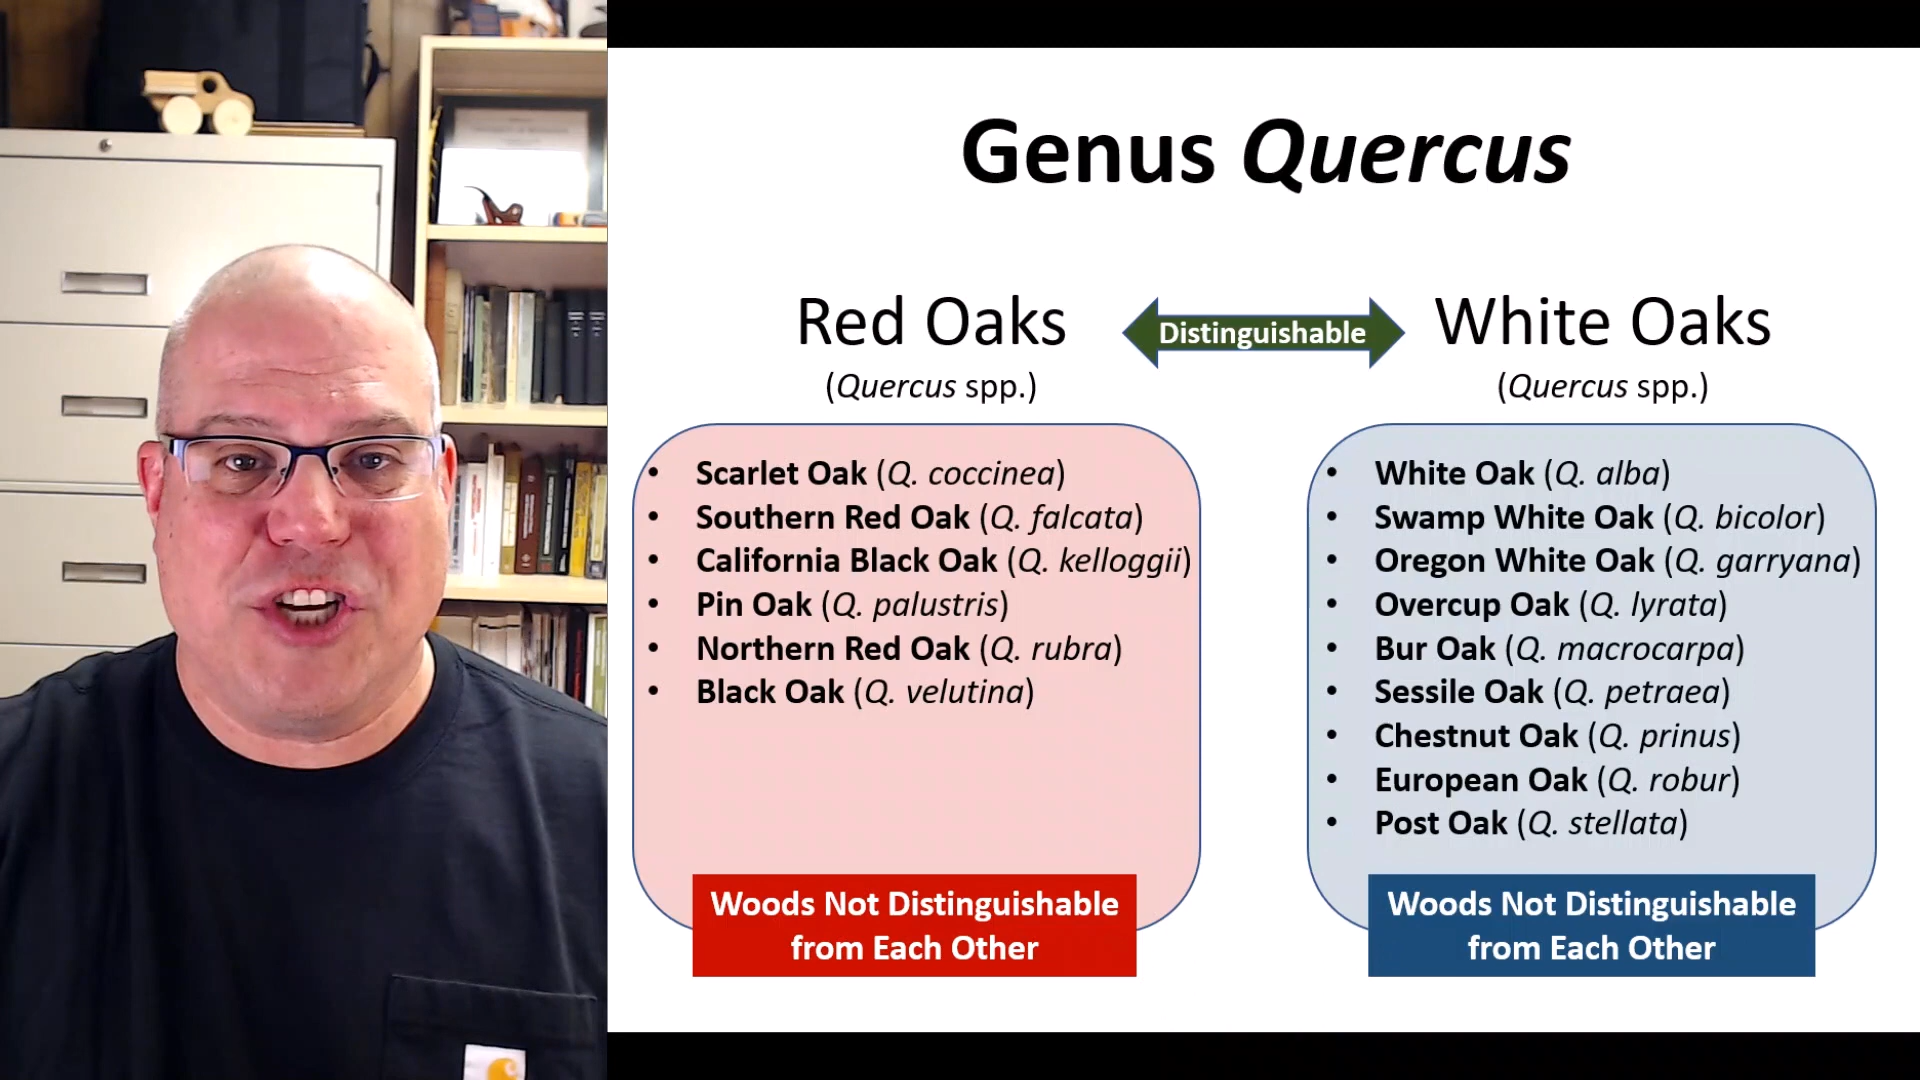 Genus Quercus
Red Oaks
Distinguishable
White Oaks
(Quercus spp.)
(Quercus spp.)
• Scarlet Oak (Q. coccinea)
• Southern Red Oak (Q. falcata)
• California Black Oak (Q. kelloggii)
• Pin Oak (Q. palustris)
• Northern Red Oak (Q. rubra)
• Black Oak (Q. velutina)
Woods Not Distinguishable
from Each Other
• White Oak (Q. alba)
• Swamp White Oak (Q. bicolor)
• Oregon White Oak (Q. garryana)
• Overcup Oak (Q. lyrata)
• Bur Oak (Q. macrocarpa)
• Sessile Oak (Q. petraea)
• Chestnut Oak (Q. prinus)
• European Oak (Q. robur)
• Post Oak (Q. stellata)
Woods Not Distinguishable
from Each Other